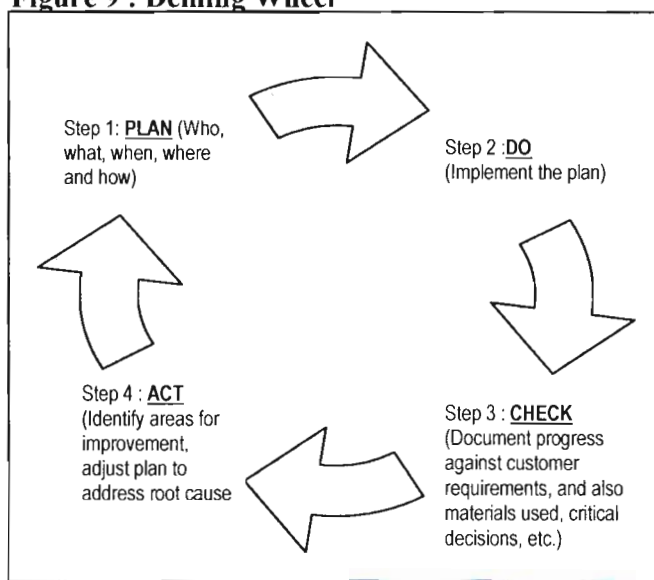 Figure 9 : Deming Wheel
Step 1: PLAN (Who,
what, when, where
and how)
Step 2 :DO
(Implement the plan)
Step 3 : CHECK
(Document progress
against customer
requirements, and also
materials used, critical
decisions, etc.)
Step 4 : ACT
(Identify areas for
improvement,
adjust plan to
address root cause